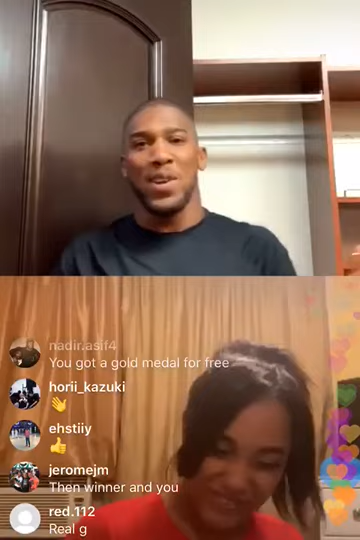 nadir.asif4
You got a gold medal for free
horii_kazuki
👋
ehstiiy
👍
jeromejm
Then winner and you
red.112
Real g